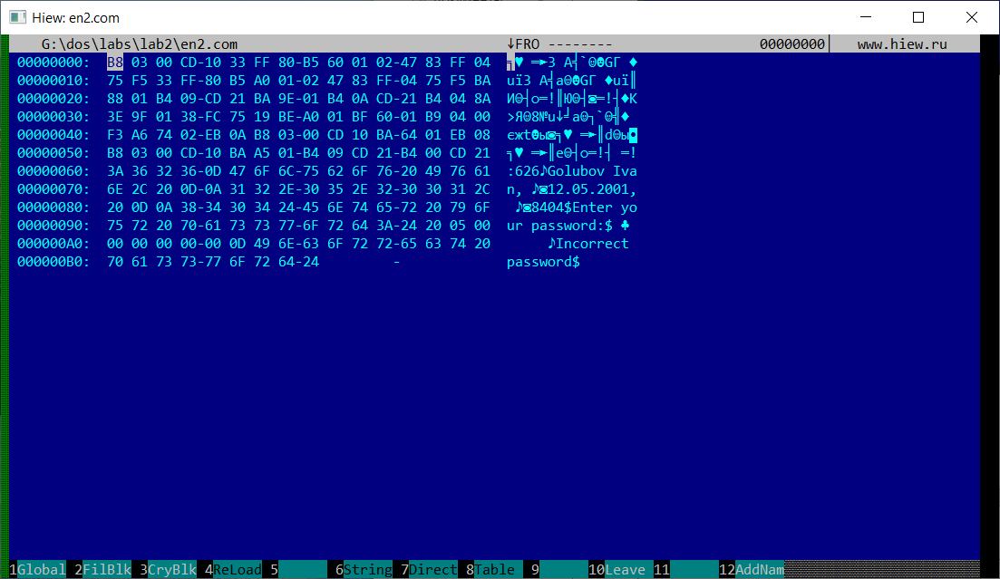 Hiew: en2.com
G:\dos\labs\lab2\en2.com ↓FRO -------- 00000000 www.hiew.ru
00000000: B8 03 00 CD-10 33 FF 80-B5 60 01 02-47 83 FF 04 ╕♥ ═►3 А╡`☺☻GГ ♦
00000010: 75 F5 33 FF-80 B5 A0 01-02 47 83 FF-04 75 F5 BA uї3 А╡а☺☻GГ ♦uї║
00000020: 88 01 B4 09-CD 21 BA 9E-01 B4 0A CD-21 B4 04 8A И☺┤○═!║Ю☺┤◙═!┤♦К
00000030: 3E 9F 01 38-FC 75 19 BE-A0 01 BF 60-01 B9 04 00 >Я☺8№u↓╛а☺┐`☺╣♦
00000040: F3 A6 74 02-EB 0A B8 03-00 CD 10 BA-64 01 EB 08 єжt☻ы◙╕♥ ═►║d☺ы◘
00000050: B8 03 00 CD-10 BA A5 01-B4 09 CD 21-B4 00 CD 21 ╕♥ ═►║е☺┤○═!┤ ═!
00000060: 3A 36 32 36-0D 47 6F 6C-75 62 6F 76-20 49 76 61 :626♪Golubov Iva
00000070: 6E 2C 20 0D-0A 31 32 2E-30 35 2E 32-30 30 31 2C n, ♪◙12.05.2001,
00000080: 20 0D 0A 38-34 30 34 24-45 6E 74 65-72 20 79 6F ♪◙8404$Enter yo
00000090: 75 72 20 70-61 73 73 77-6F 72 64 3A-24 20 05 00 ur password:$ ♣
000000A0: 00 00 00 00-00 0D 49 6E-63 6F 72 72-65 63 74 20 ♪Incorrect
000000B0: 70 61 73 73-77 6F 72 64-24 - password$
1Global 2FilBlk 3CryBlk 4ReLoad 5 6String 7Direct 8Table 9 10Leave 11 12AddNam